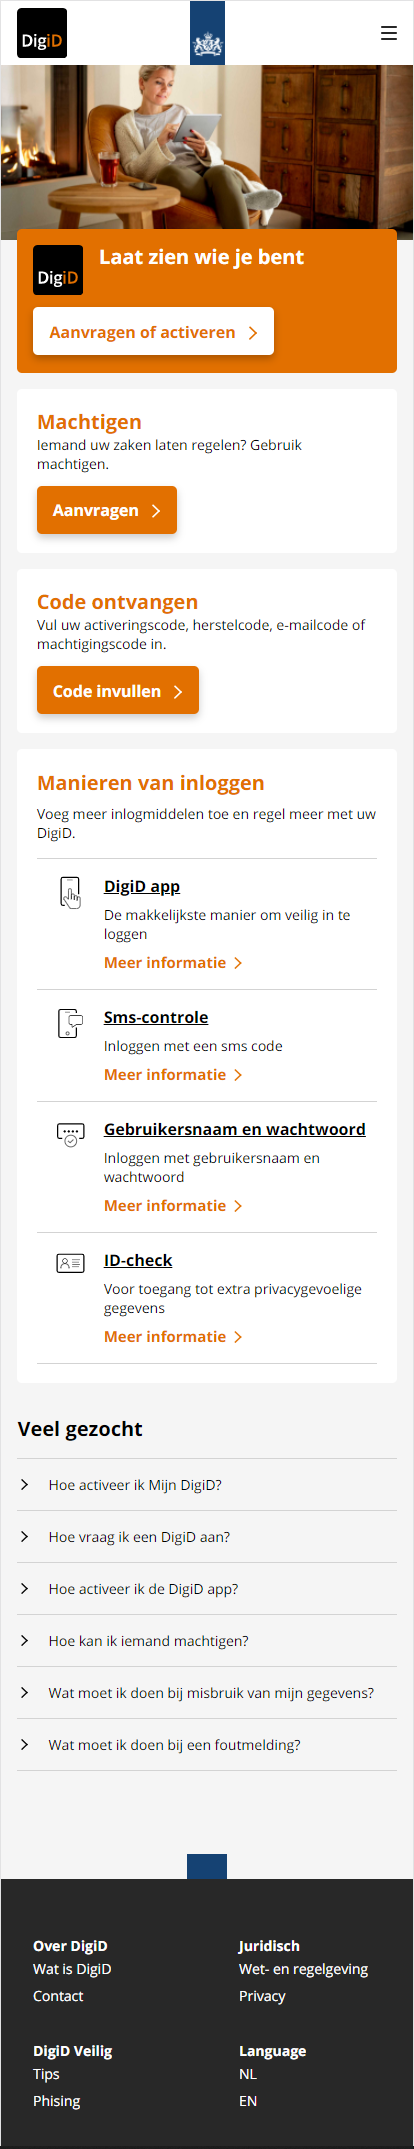 DigiD
DigiD
Laat zien wie je bent
Aanvragen of activeren
Machtigen
Iemand uw zaken laten regelen? Gebruik
machtigen.
Aanvragen
Code ontvangen
Vul uw activeringscode, herstelcode, e-mailcode of
machtigingscode in.
Code invullen
Manieren van inloggen
Voeg meer inlogmiddelen toe en regel meer met uw
DigiD.
DigiD app
De makkelijkste manier om veilig in te
loggen
Meer informatie
Sms-controle
Inloggen met een sms code
Meer informatie
Gebruikersnaam en wachtwoord
Inloggen met gebruikersnaam en
wachtwoord
Meer informatie
ID-check
Voor toegang tot extra privacygevoelige
gegevens
Meer informatie
Veel gezocht
Hoe activeer ik Mijn DigiD?
Hoe vraag ik een DigiD aan?
Hoe activeer ik de DigiD app?
Hoe kan ik iemand machtigen?
Wat moet ik doen bij misbruik van mijn gegevens?
Wat moet ik doen bij een foutmelding?
Over DigiD
Wat is DigiD
Contact
Juridisch
Wet- en regelgeving
Privacy
DigiD Veilig
Tips
Phising
Language
NL
EN